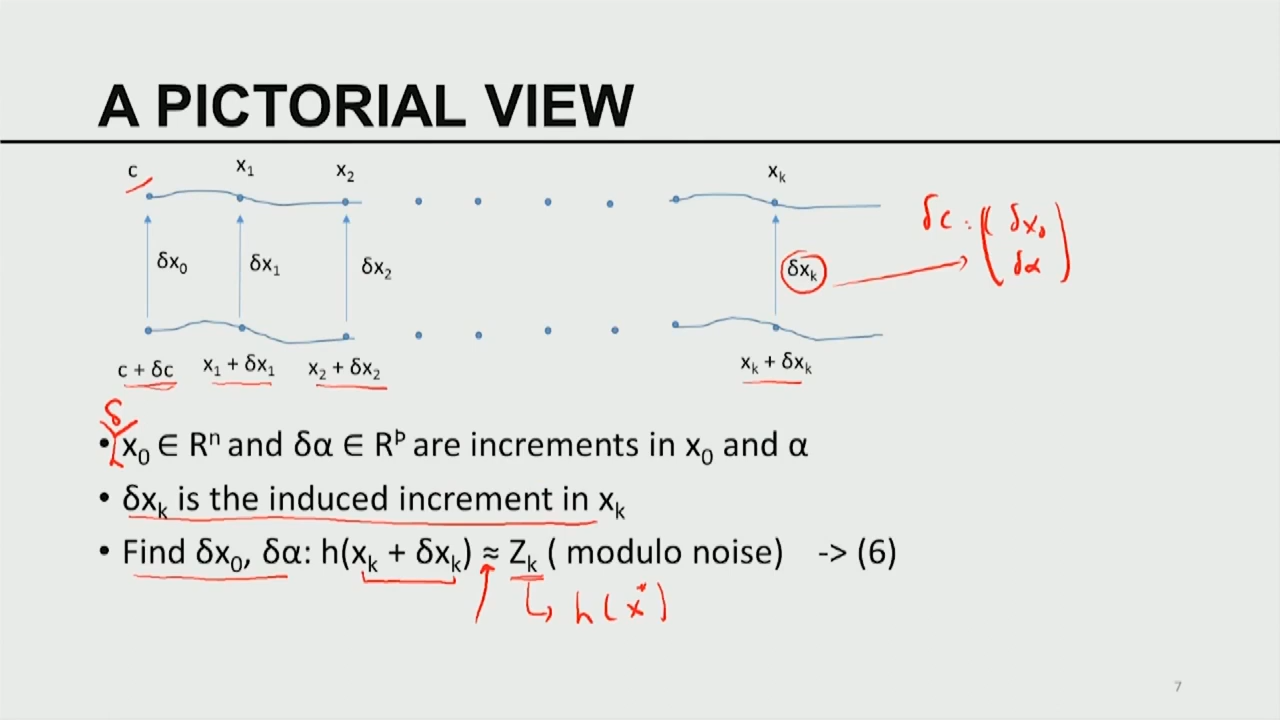 A PICTORIAL VIEW
c x₁ x₂ xₖ
δx₀ δx₁ δx₂ δxₖ
δc : ( δx₀
δα )
c + δc x₁ + δx₁ x₂ + δx₂ xₖ + δxₖ
δ
• x₀ ∈ Rⁿ and δα ∈ Rᵖ are increments in x₀ and α
• δxₖ is the induced increment in xₖ
• Find δx₀, δα: h(xₖ + δxₖ) ≈ Zₖ ( modulo noise) -> (6)
h(x*)
7